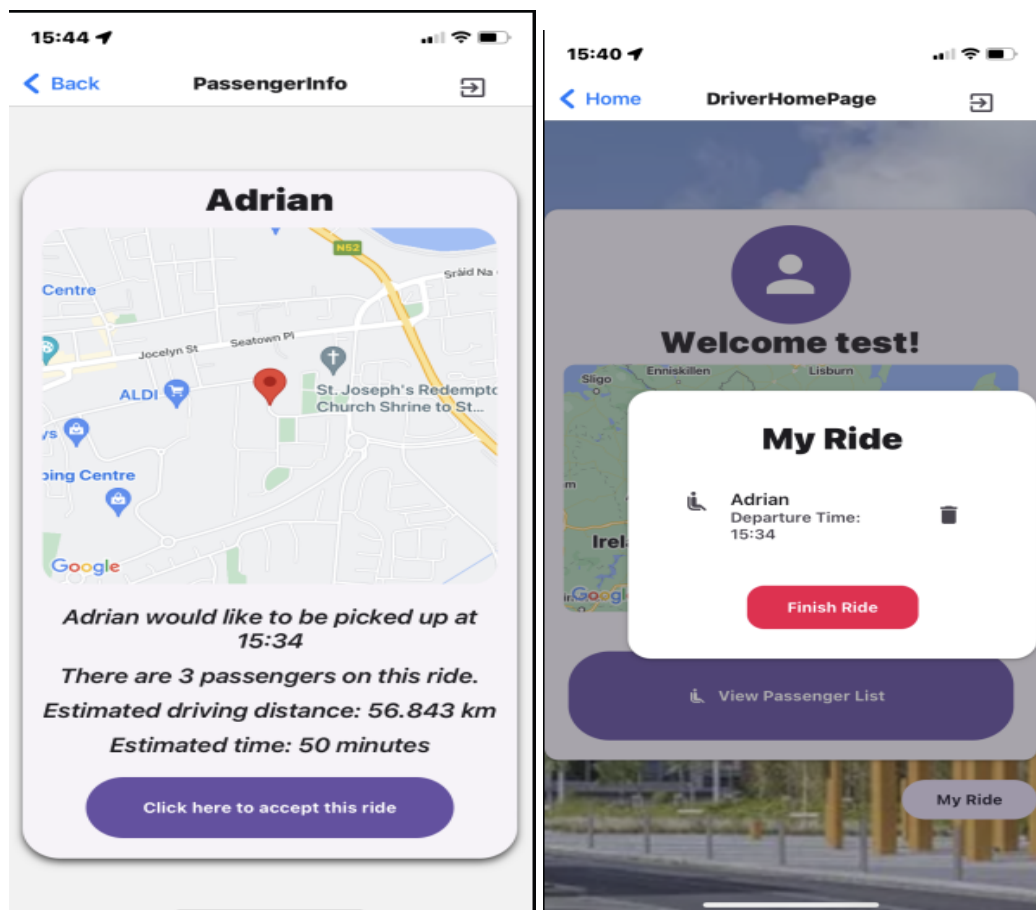 15:44
Back
PassengerInfo
Adrian
N52
Sráid Na
Centre
Seatown Pl
Jocelyn St
ALDI
St. Joseph's Redempto
Church Shrine to St...
ys
ping Centre
Google
Adrian would like to be picked up at
15:34
There are 3 passengers on this ride.
Estimated driving distance: 56.843 km
Estimated time: 50 minutes
Click here to accept this ride
15:40
Home
DriverHomePage
Welcome test!
Enniskillen
Lisburn
Sligo
My Ride
Adrian
Departure Time:
15:34
Irel
Googl
Finish Ride
View Passenger List
My Ride